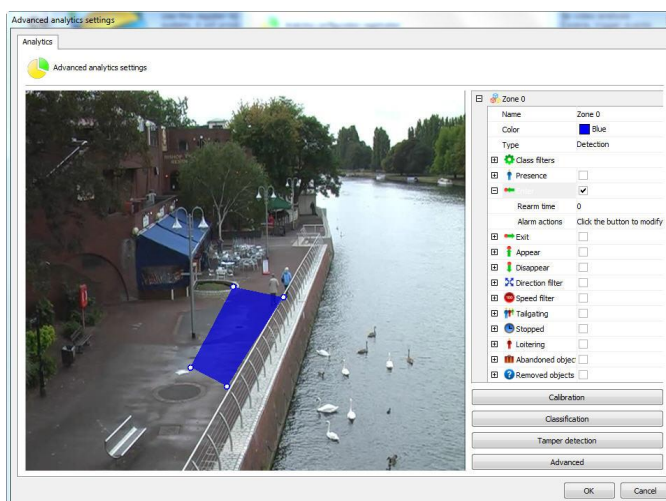 Advanced analytics settings
Analytics
Advanced analytics settings
Zone 0
Name Zone 0
Color Blue
Type Detection
Class filters
Presence
Rearm time 0
Alarm actions Click the button to modify
Exit
Appear
Disappear
Direction filter
Speed filter
Tailgating
Stopped
Loitering
Abandoned objec
Removed objects
Calibration
Classification
Tamper detection
Advanced
OK Cancel